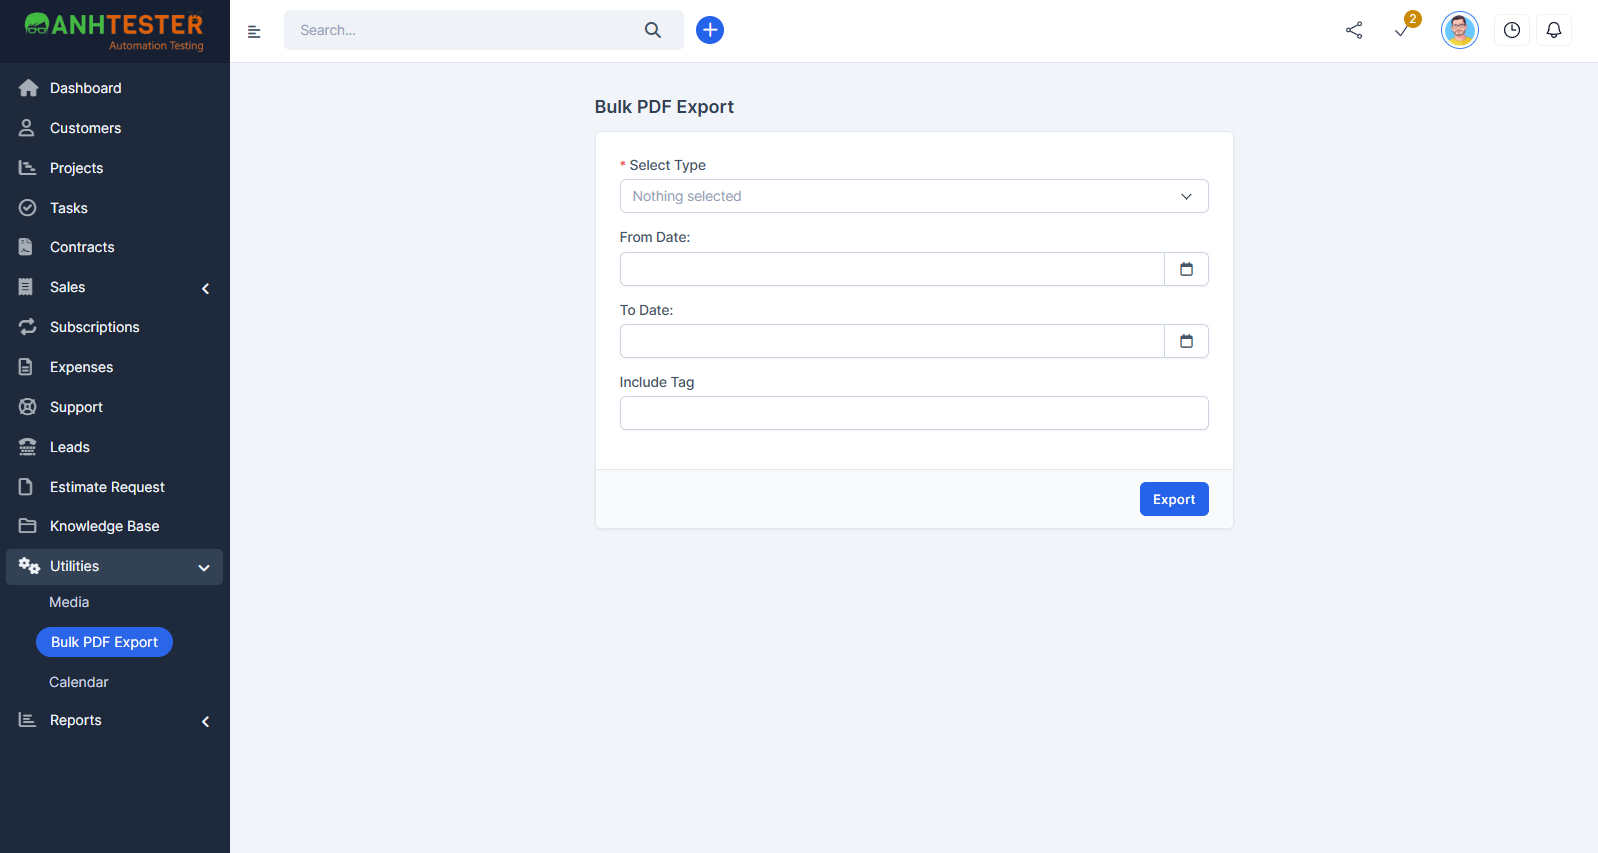 ANHTESTER
Automation Testing
Search...
2
Dashboard
Customers
Projects
Tasks
Contracts
Sales
Subscriptions
Expenses
Support
Leads
Estimate Request
Knowledge Base
Utilities
Media
Bulk PDF Export
Calendar
Reports
Bulk PDF Export
* Select Type
Nothing selected
From Date:
To Date:
Include Tag
Export